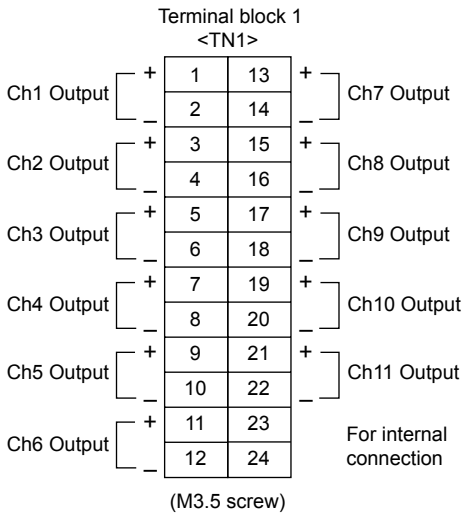 Terminal block 1
<TN1>
Ch1 Output + 1 13 + Ch7 Output
– 2 14 –
Ch2 Output + 3 15 + Ch8 Output
– 4 16 –
Ch3 Output + 5 17 + Ch9 Output
– 6 18 –
Ch4 Output + 7 19 + Ch10 Output
– 8 20 –
Ch5 Output + 9 21 + Ch11 Output
– 10 22 –
Ch6 Output + 11 23 For internal
– 12 24 connection
(M3.5 screw)